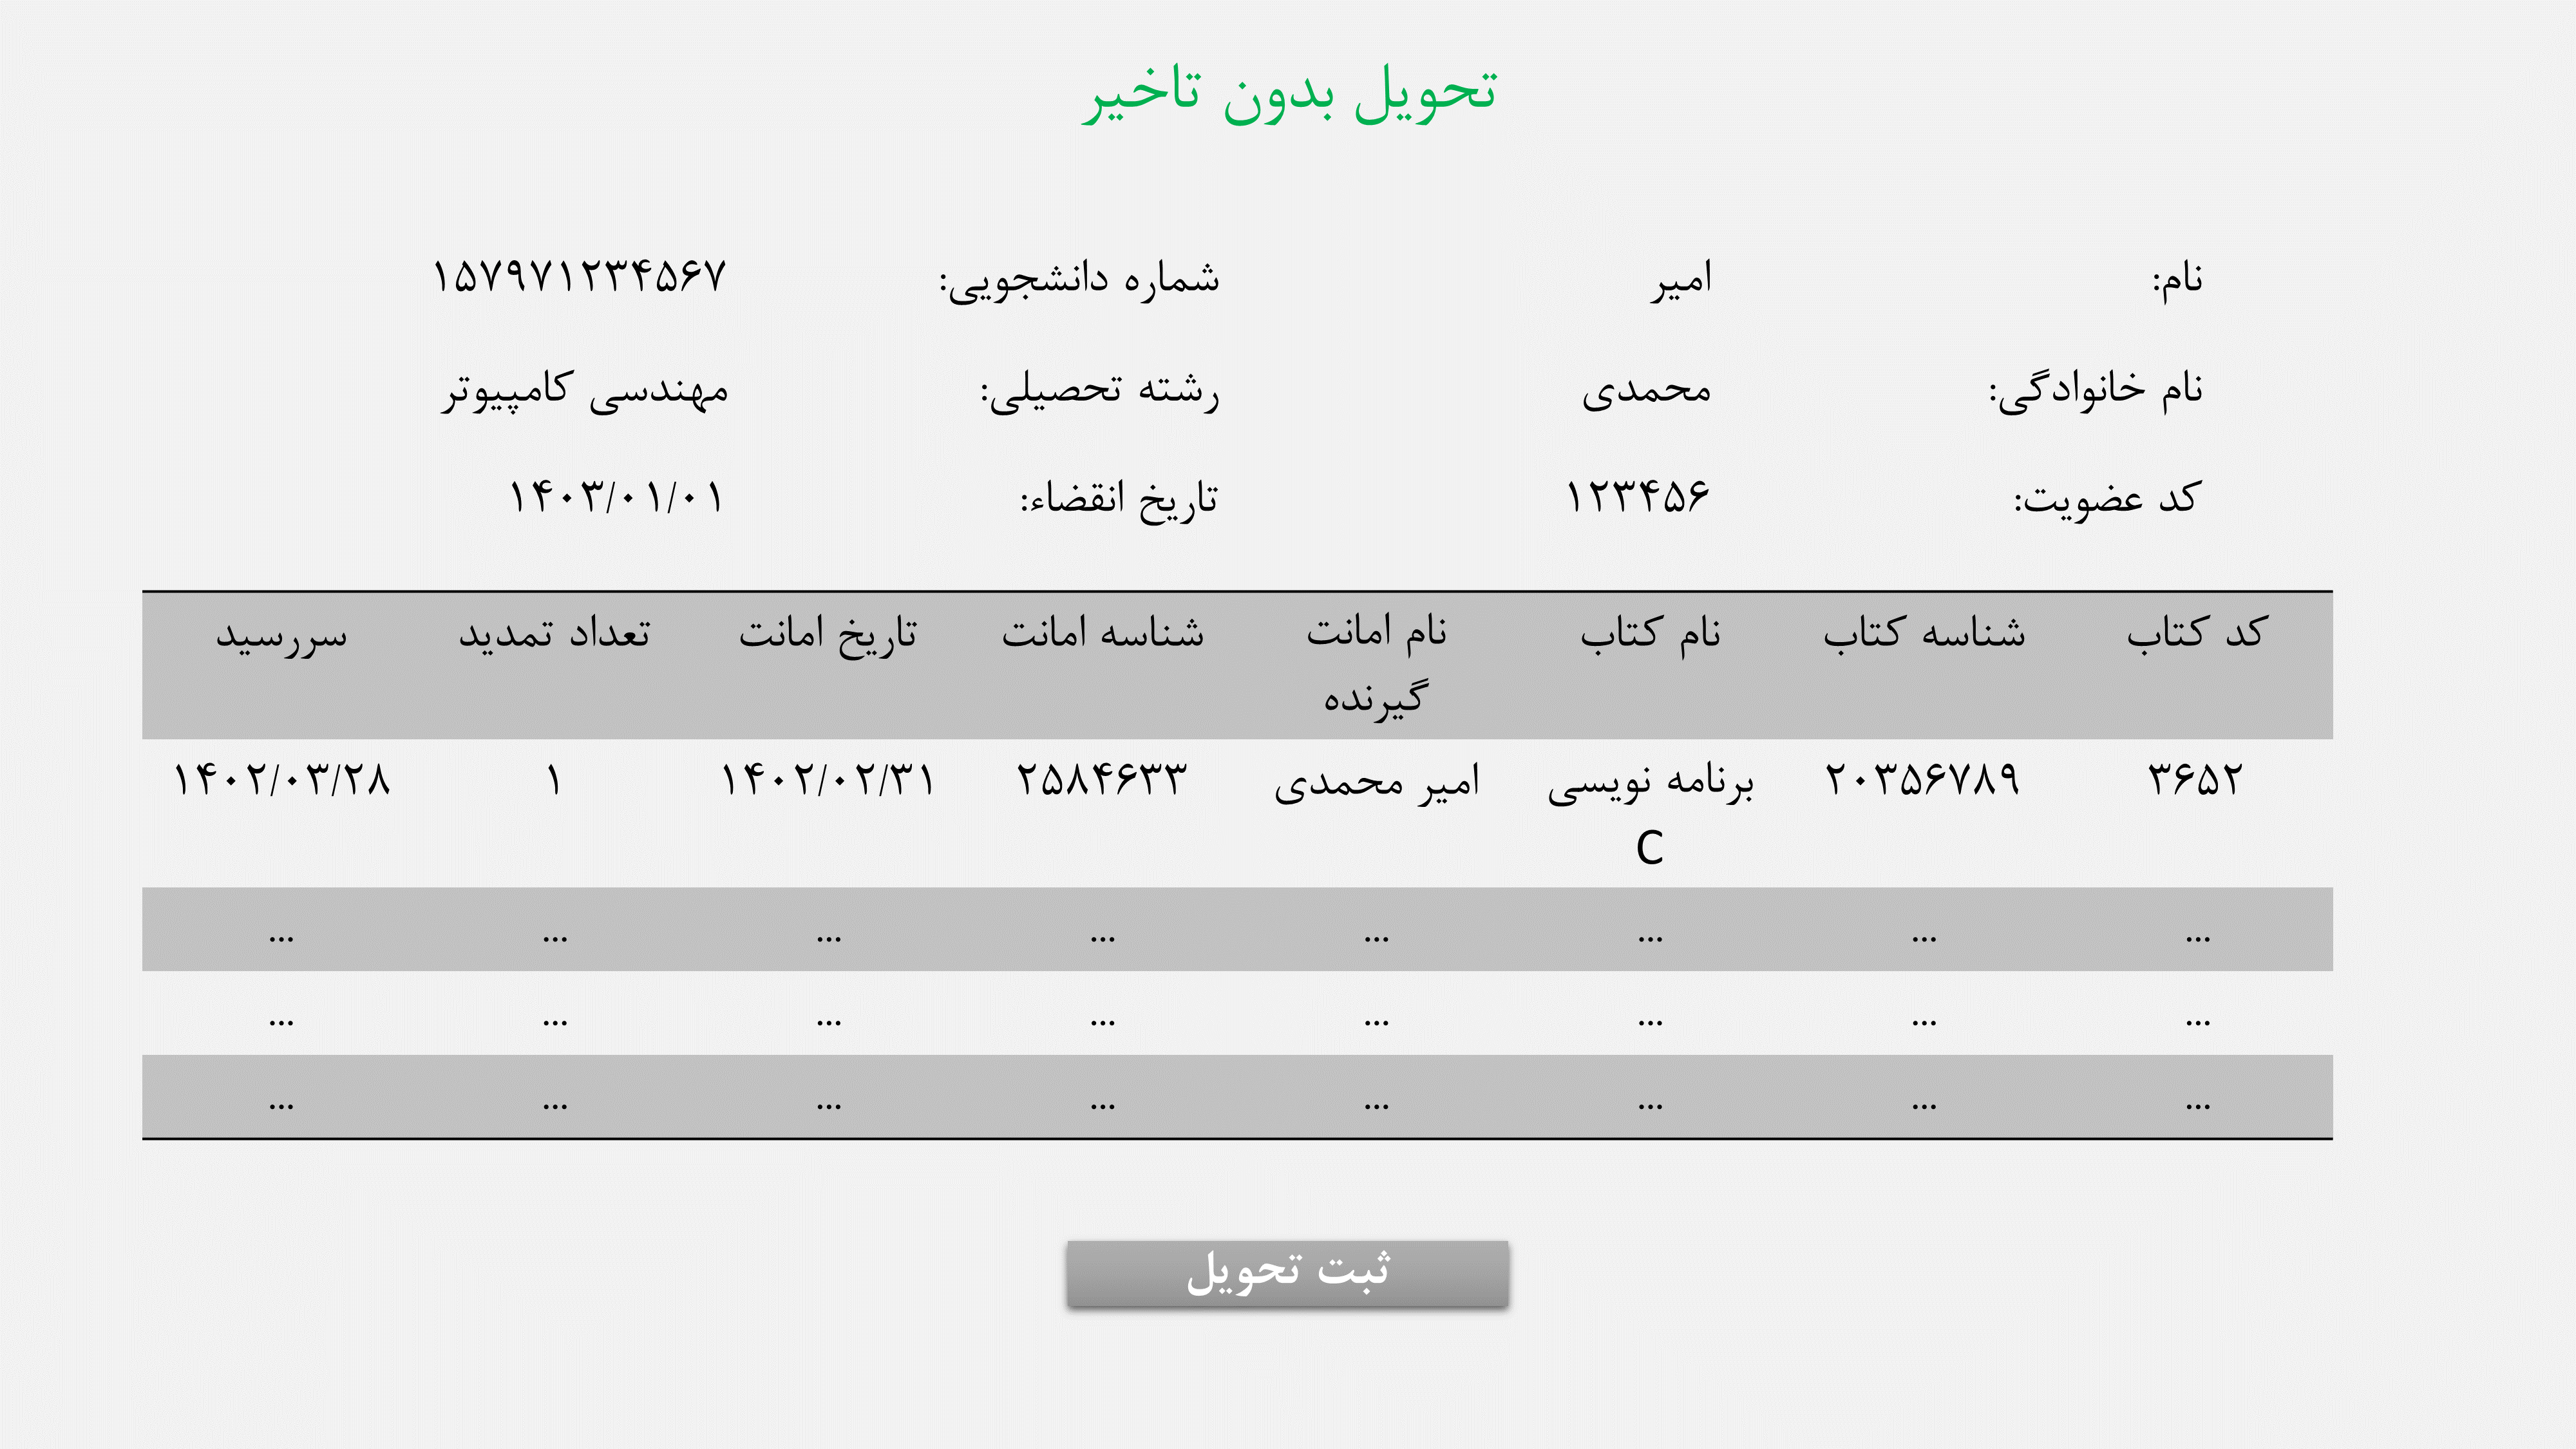 تحویل بدون تاخیر
نام: امیر شماره دانشجویی: ۱۵۷۹۷۱۲۳۴۵۶۷
نام خانوادگی: محمدی رشته تحصیلی: مهندسی کامپیوتر
کد عضویت: ۱۲۳۴۵۶ تاریخ انقضاء: ۱۴۰۳/۰۱/۰۱
کد کتاب شناسه کتاب نام کتاب نام امانت گیرنده شناسه امانت تاریخ امانت تعداد تمدید سررسید
۳۶۵۲ ۲۰۳۵۶۷۸۹ برنامه نویسی C امیر محمدی ۲۵۸۴۶۳۳ ۱۴۰۲/۰۲/۳۱ ۱ ۱۴۰۲/۰۳/۲۸
... ... ... ... ... ... ... ...
... ... ... ... ... ... ... ...
... ... ... ... ... ... ... ...
ثبت تحویل